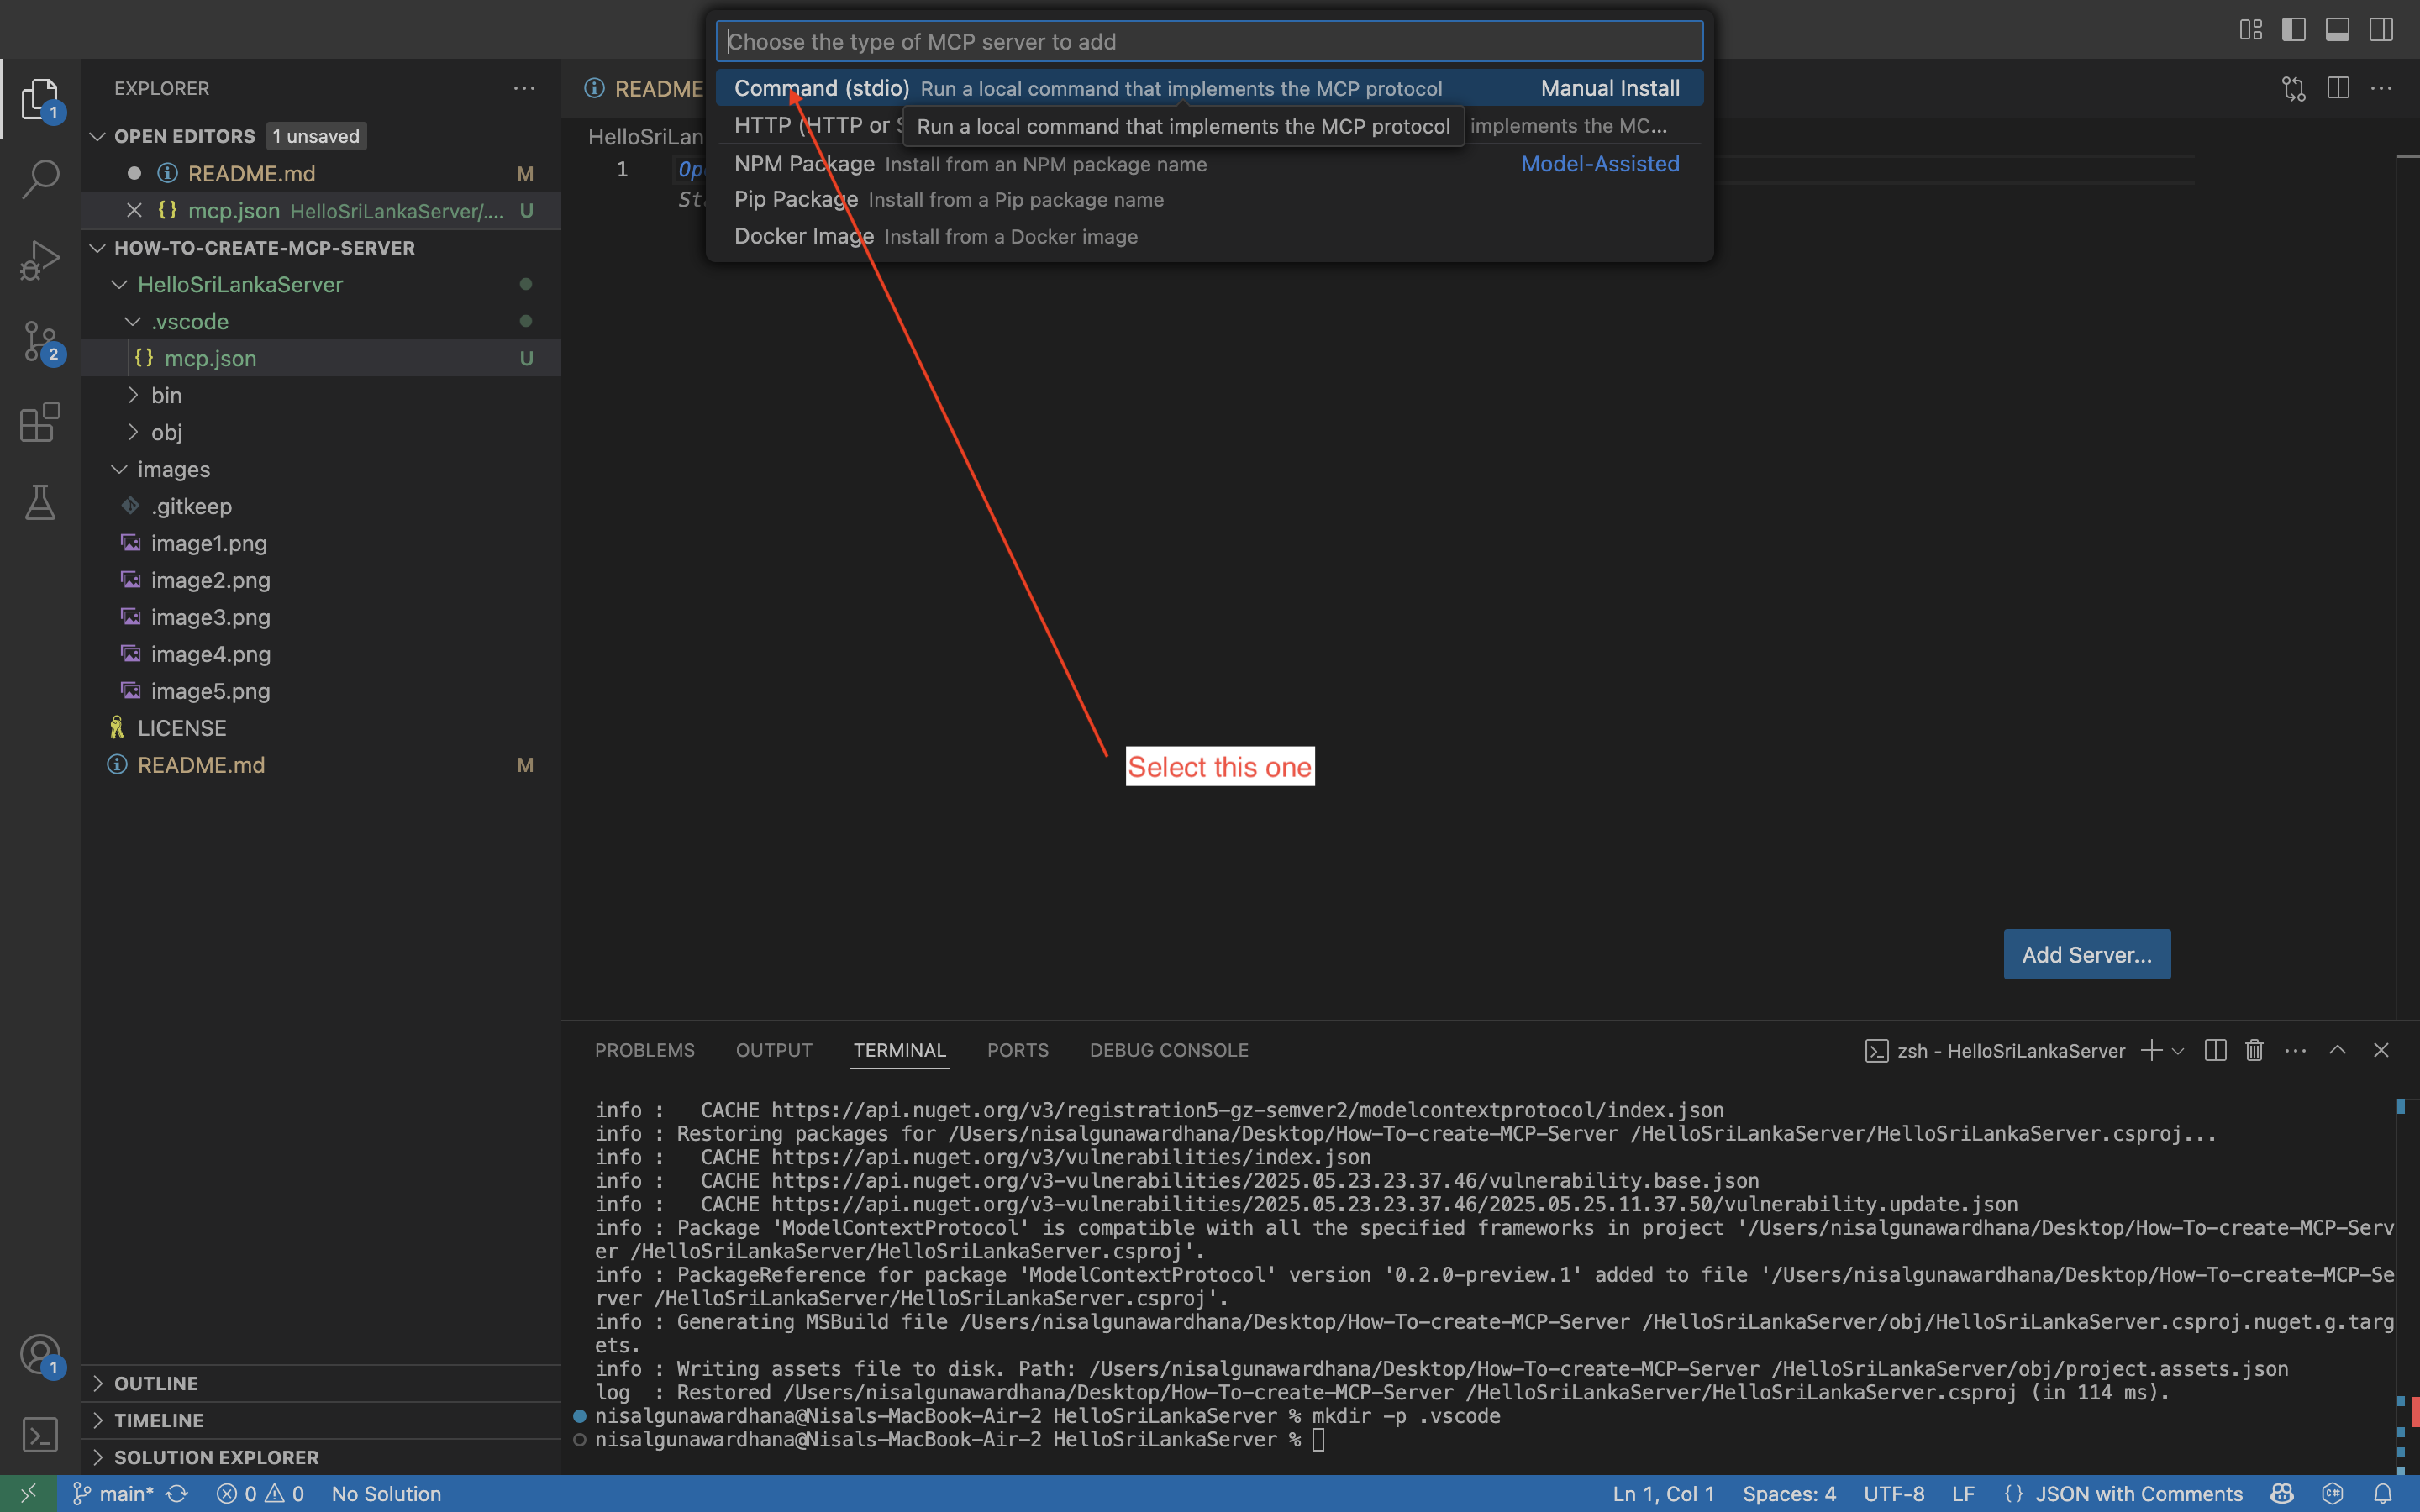 Choose the type of MCP server to add
Command (stdio) Run a local command that implements the MCP protocol Manual Install
HTTP (HTTP or implements the MC...
Run a local command that implements the MCP protocol
NPM Package Install from an NPM package name Model-Assisted
Pip Package Install from a Pip package name
Docker Image Install from a Docker image
EXPLORER
OPEN EDITORS 1 unsaved
README.md M
mcp.json HelloSriLankaServer/.... U
HOW-TO-CREATE-MCP-SERVER
HelloSriLankaServer
.vscode
mcp.json U
bin
obj
images
.gitkeep
image1.png
image2.png
image3.png
image4.png
image5.png
LICENSE
README.md M
OUTLINE
TIMELINE
SOLUTION EXPLORER
1
2
1
README
HelloSriLan
1
Select this one
Add Server...
PROBLEMS OUTPUT TERMINAL PORTS DEBUG CONSOLE
zsh - HelloSriLankaServer
info :   CACHE https://api.nuget.org/v3/registration5-gz-semver2/modelcontextprotocol/index.json
info : Restoring packages for /Users/nisalgunawardhana/Desktop/How-To-create-MCP-Server /HelloSriLankaServer/HelloSriLankaServer.csproj...
info :   CACHE https://api.nuget.org/v3/vulnerabilities/index.json
info :   CACHE https://api.nuget.org/v3-vulnerabilities/2025.05.23.23.37.46/vulnerability.base.json
info :   CACHE https://api.nuget.org/v3-vulnerabilities/2025.05.23.23.37.46/2025.05.25.11.37.50/vulnerability.update.json
info : Package 'ModelContextProtocol' is compatible with all the specified frameworks in project '/Users/nisalgunawardhana/Desktop/How-To-create-MCP-Serv
er /HelloSriLankaServer/HelloSriLankaServer.csproj'.
info : PackageReference for package 'ModelContextProtocol' version '0.2.0-preview.1' added to file '/Users/nisalgunawardhana/Desktop/How-To-create-MCP-Se
rver /HelloSriLankaServer/HelloSriLankaServer.csproj'.
info : Generating MSBuild file /Users/nisalgunawardhana/Desktop/How-To-create-MCP-Server /HelloSriLankaServer/obj/HelloSriLankaServer.csproj.nuget.g.targ
ets.
info : Writing assets file to disk. Path: /Users/nisalgunawardhana/Desktop/How-To-create-MCP-Server /HelloSriLankaServer/obj/project.assets.json
log  : Restored /Users/nisalgunawardhana/Desktop/How-To-create-MCP-Server /HelloSriLankaServer/HelloSriLankaServer.csproj (in 114 ms).
nisalgunawardhana@Nisals-MacBook-Air-2 HelloSriLankaServer % mkdir -p .vscode
nisalgunawardhana@Nisals-MacBook-Air-2 HelloSriLankaServer %
main* 0 0 No Solution Ln 1, Col 1 Spaces: 4 UTF-8 LF {} JSON with Comments